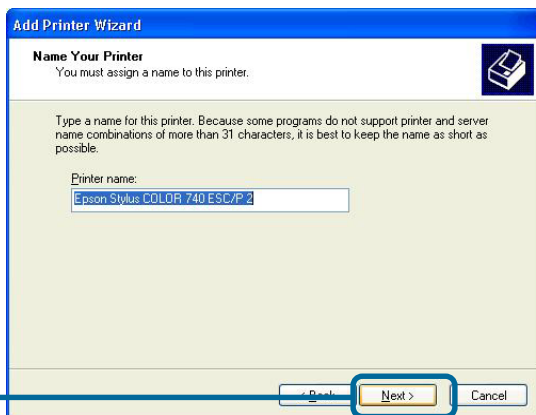 Add Printer Wizard
Name Your Printer
You must assign a name to this printer.
Type a name for this printer. Because some programs do not support printer and server
name combinations of more than 31 characters, it is best to keep the name as short as
possible.
Printer name:
Epson Stylus COLOR 740 ESC/P 2
< Back
Next >
Cancel